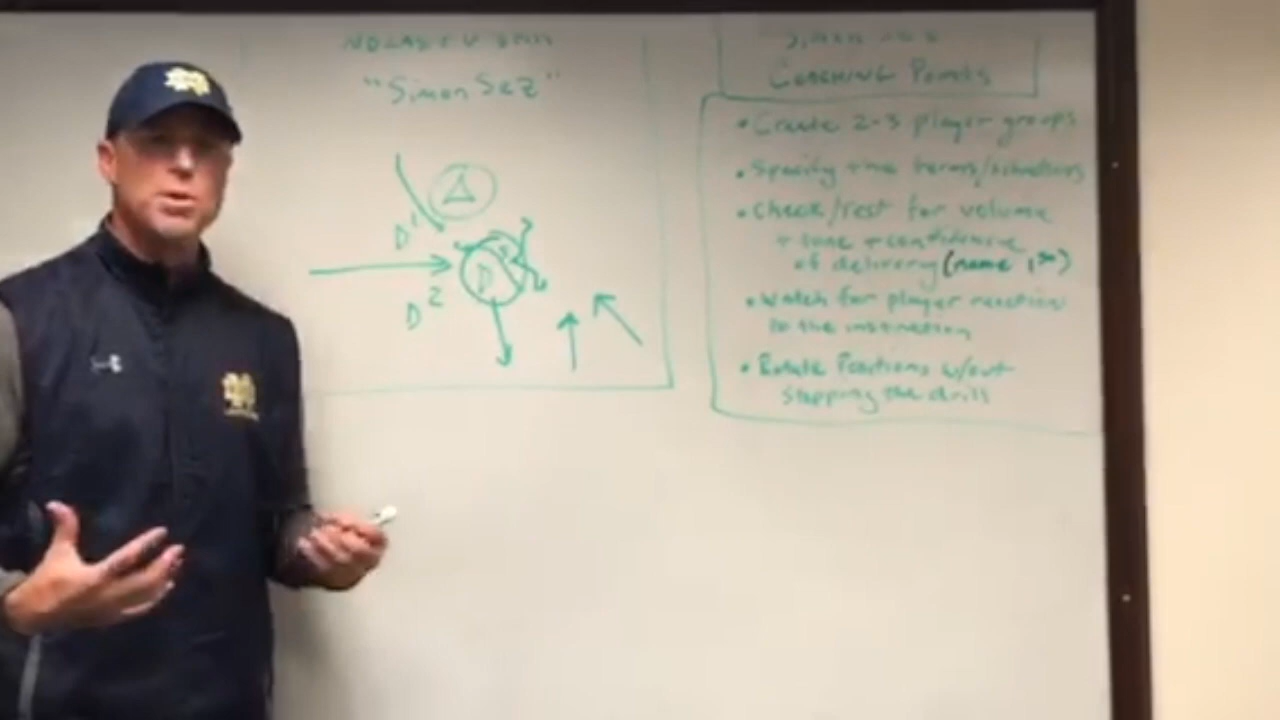 "Simon Sez"
D1
D2
D
COACHING Points
• Create 2-3 player groups
• Specify the terms/situations
• Check/test for volume
+ tone + confidence
of delivery (name 1st)
• Watch for player reaction
to the instruction
• Rotate Positions w/out
stopping the drill